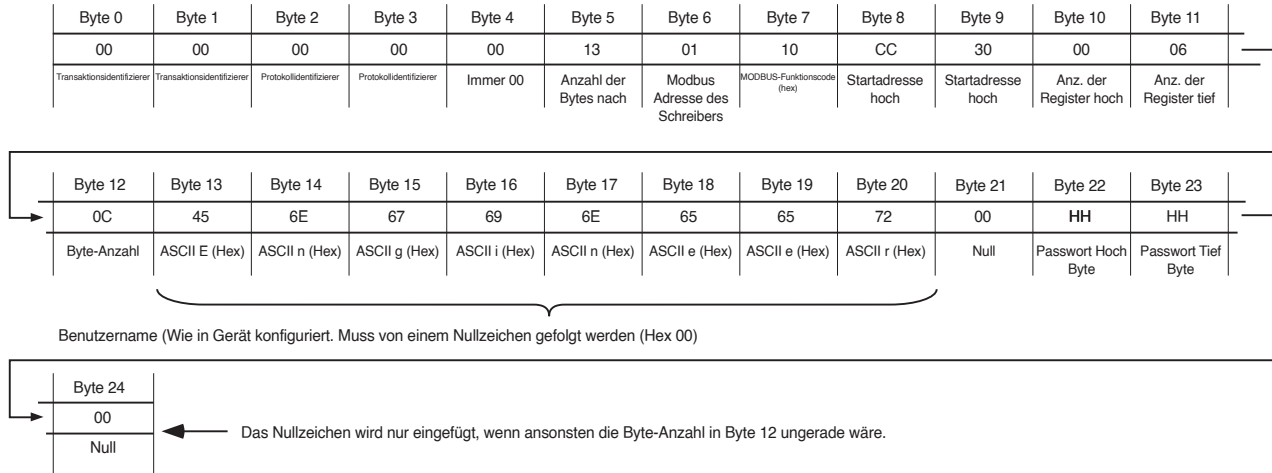 Byte 0 Byte 1 Byte 2 Byte 3 Byte 4 Byte 5 Byte 6 Byte 7 Byte 8 Byte 9 Byte 10 Byte 11
00 00 00 00 00 13 01 10 CC 30 00 06
Transaktionsidentifizierer Transaktionsidentifizierer Protokollidentifizierer Protokollidentifizierer Immer 00 Anzahl der Modbus MODBUS-Funktionscode Startadresse Startadresse Anz. der Anz. der
Bytes nach Adresse des (hex) hoch hoch Register hoch Register tief
Schreibers
Byte 12 Byte 13 Byte 14 Byte 15 Byte 16 Byte 17 Byte 18 Byte 19 Byte 20 Byte 21 Byte 22 Byte 23
0C 45 6E 67 69 6E 65 65 72 00 HH HH
Byte-Anzahl ASCII E (Hex) ASCII n (Hex) ASCII g (Hex) ASCII i (Hex) ASCII n (Hex) ASCII e (Hex) ASCII e (Hex) ASCII r (Hex) Null Passwort Hoch Passwort Tief
Byte Byte
Benutzername (Wie in Gerät konfiguriert. Muss von einem Nullzeichen gefolgt werden (Hex 00)
Byte 24
00
Null
Das Nullzeichen wird nur eingefügt, wenn ansonsten die Byte-Anzahl in Byte 12 ungerade wäre.